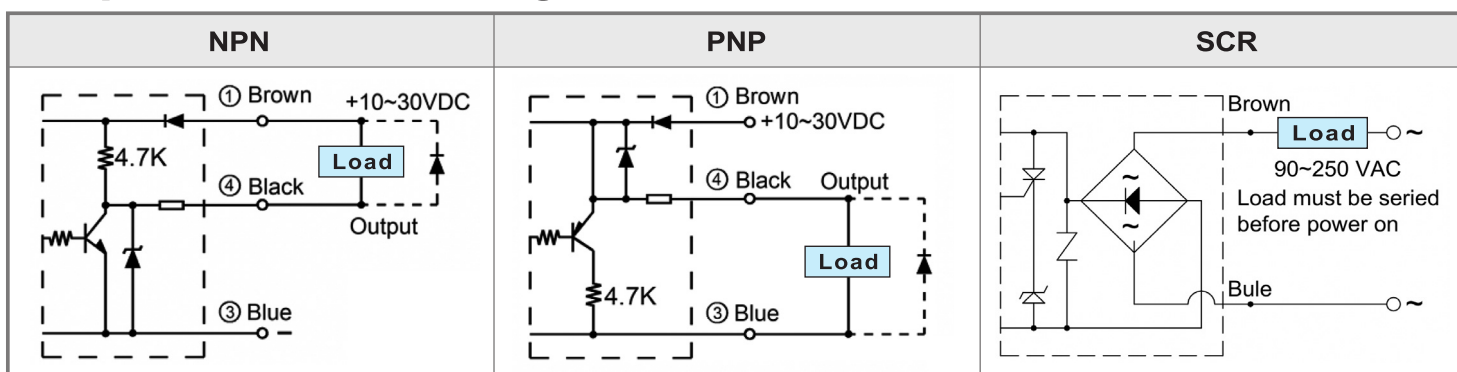 NPN
PNP
SCR
① Brown
+10~30VDC
4.7K
Load
④ Black
Output
③ Blue
−
① Brown
+10~30VDC
④ Black
Output
Load
4.7K
③ Blue
Brown
Load
~
90~250 VAC
Load must be seried
before power on
~
~
Bule
~